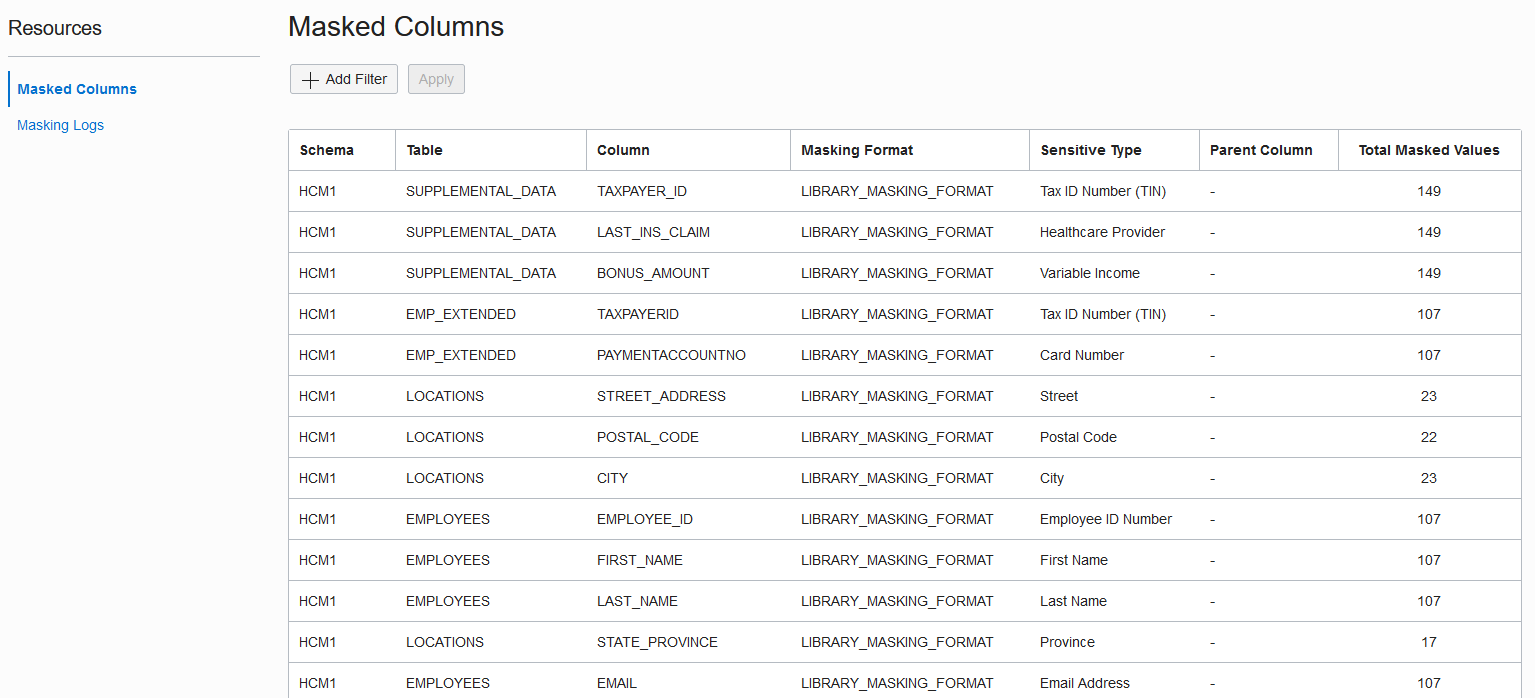 Resources
Masked Columns
Masking Logs
Masked Columns
Add Filter Apply
Schema Table Column Masking Format Sensitive Type Parent Column Total Masked Values
HCM1 SUPPLEMENTAL_DATA TAXPAYER_ID LIBRARY_MASKING_FORMAT Tax ID Number (TIN) - 149
HCM1 SUPPLEMENTAL_DATA LAST_INS_CLAIM LIBRARY_MASKING_FORMAT Healthcare Provider - 149
HCM1 SUPPLEMENTAL_DATA BONUS_AMOUNT LIBRARY_MASKING_FORMAT Variable Income - 149
HCM1 EMP_EXTENDED TAXPAYERID LIBRARY_MASKING_FORMAT Tax ID Number (TIN) - 107
HCM1 EMP_EXTENDED PAYMENTACCOUNTNO LIBRARY_MASKING_FORMAT Card Number - 107
HCM1 LOCATIONS STREET_ADDRESS LIBRARY_MASKING_FORMAT Street - 23
HCM1 LOCATIONS POSTAL_CODE LIBRARY_MASKING_FORMAT Postal Code - 22
HCM1 LOCATIONS CITY LIBRARY_MASKING_FORMAT City - 23
HCM1 EMPLOYEES EMPLOYEE_ID LIBRARY_MASKING_FORMAT Employee ID Number - 107
HCM1 EMPLOYEES FIRST_NAME LIBRARY_MASKING_FORMAT First Name - 107
HCM1 EMPLOYEES LAST_NAME LIBRARY_MASKING_FORMAT Last Name - 107
HCM1 LOCATIONS STATE_PROVINCE LIBRARY_MASKING_FORMAT Province - 17
HCM1 EMPLOYEES EMAIL LIBRARY_MASKING_FORMAT Email Address - 107